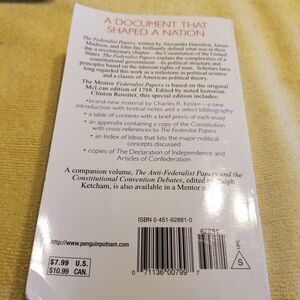 A DOCUMENT THAT
SHAPED A NATION
The Federalist Papers, written by Alexander Hamilton, James
Madison, and John Jay, brilliantly defend what was in their
day a revolutionary charter—the Constitution of the United
States. The Federalist Papers explain the complexities of a
constitutional government—its political structure and
principles based on the inherent rights of man. Scholars have
long regarded this work as a milestone in political science
and a classic of American political theory.
The Mentor Federalist Papers is based on the original
McLean edition of 1788. Edited by noted historian
Clinton Rossiter, this special edition includes:
• brand-new material by Charles R. Kesler—a new
introduction with textual notes and a select bibliography
• a table of contents with a brief precis of each essay
• an appendix containing a copy of the Constitution
with cross-references to The Federalist Papers
• an Index of Ideas that lists the major political
concepts discussed
• copies of The Declaration of Independence and
Articles of Confederation
A companion volume, The Anti-Federalist Papers and the
Constitutional Convention Debates, edited by Ralph
Ketcham, is also available in a Mentor
http://www.penguinputnam.com
$7.99 U.S.
$10.99 CAN.
ISBN 0-451-62881-0
71136 00799 7
S